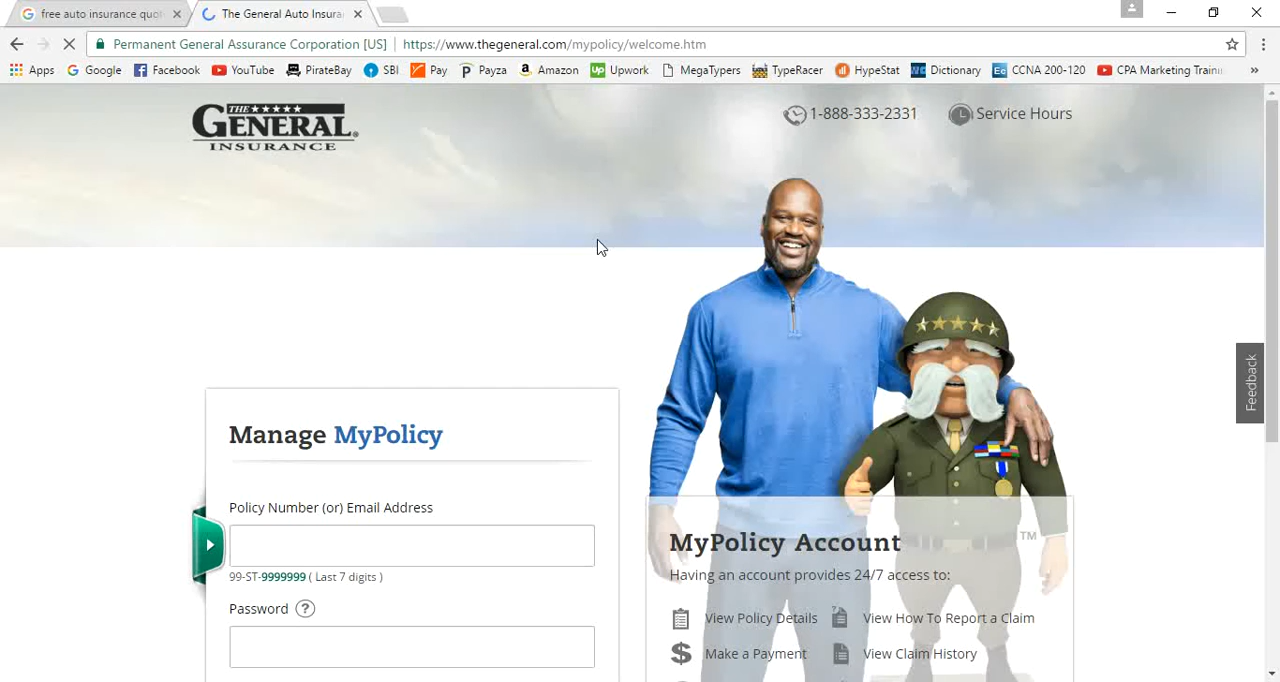 free auto insurance quot
The General Auto Insura
Permanent General Assurance Corporation [US]
https://www.thegeneral.com/mypolicy/welcome.htm
Apps
Google
Facebook
YouTube
PirateBay
SBI
Pay
Payza
Amazon
Upwork
MegaTypers
TypeRacer
HypeStat
Dictionary
CCNA 200-120
CPA Marketing Traini
»
THE
GENERAL®
INSURANCE
1-888-333-2331
Service Hours
Feedback
Manage MyPolicy
Policy Number (or) Email Address
99-ST-9999999 ( Last 7 digits )
Password ?
TM
MyPolicy Account
Having an account provides 24/7 access to:
View Policy Details
View How To Report a Claim
$ Make a Payment
View Claim History